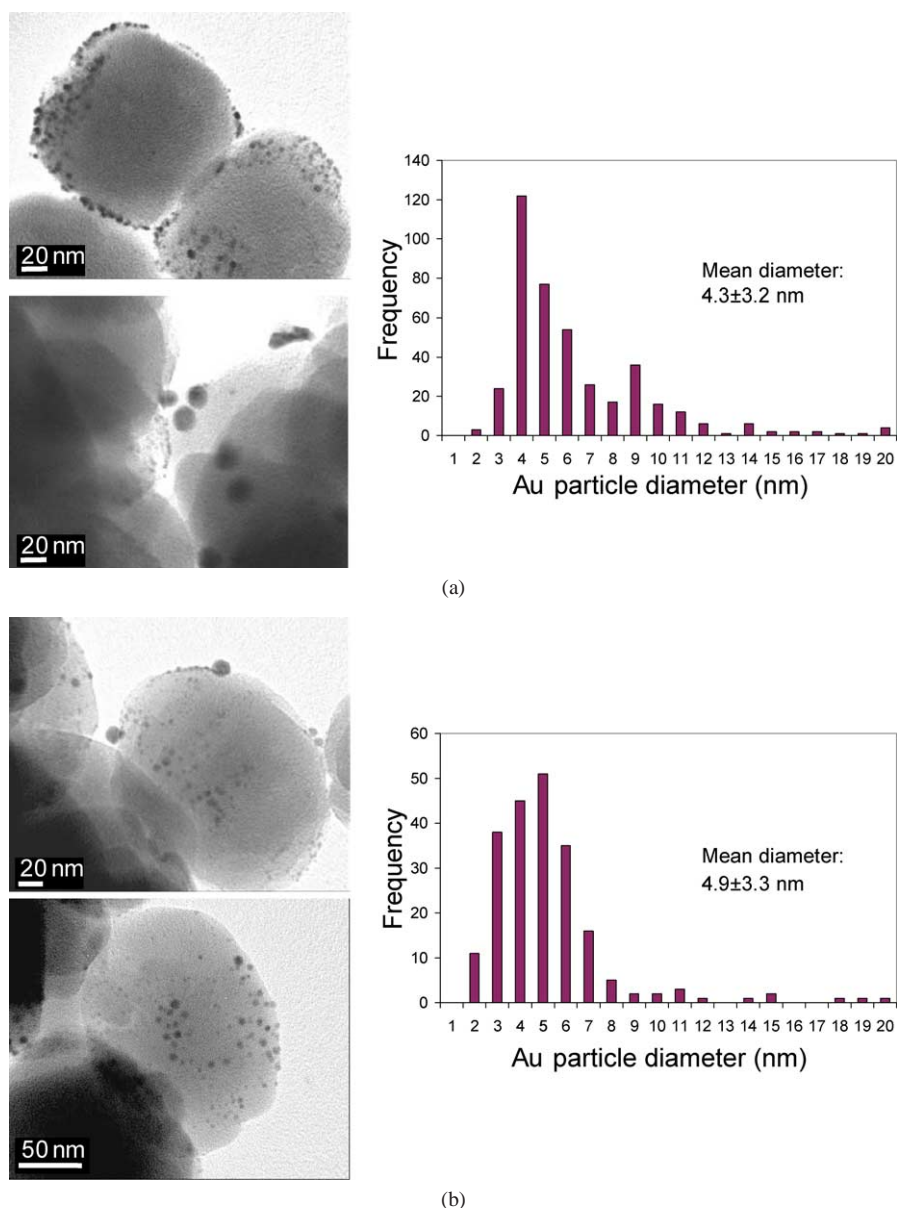 20 nm
20 nm
140
120
100
80
60
40
20
0
Frequency
Mean diameter:
4.3±3.2 nm
1 2 3 4 5 6 7 8 9 10 11 12 13 14 15 16 17 18 19 20
Au particle diameter (nm)
(a)
20 nm
50 nm
60
50
40
30
20
10
0
Frequency
Mean diameter:
4.9±3.3 nm
1 2 3 4 5 6 7 8 9 10 11 12 13 14 15 16 17 18 19 20
Au particle diameter (nm)
(b)